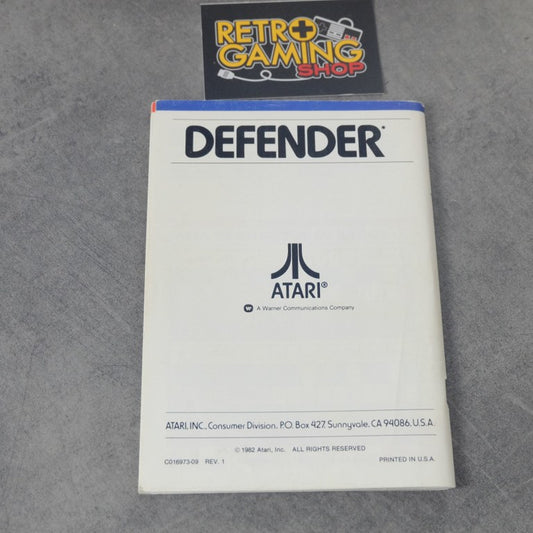 RETRO
GAMING
SHOP
DEFENDER*
ATARI®
W A Warner Communications Company
ATARI, INC., Consumer Division, P.O. Box 427, Sunnyvale, CA 94086, U.S.A.
© 1982 Atari, Inc. ALL RIGHTS RESERVED
C016973-09 REV. 1 PRINTED IN U.S.A.